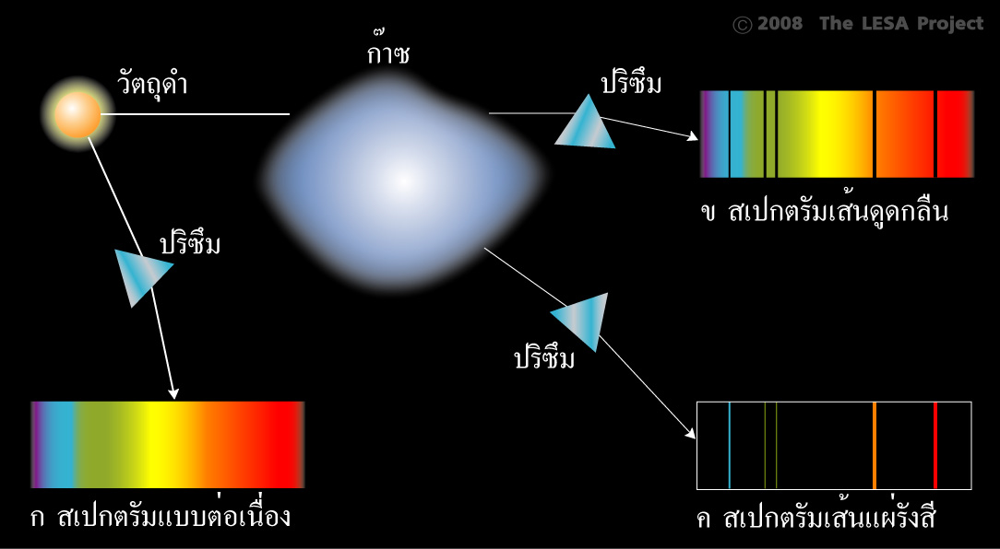 © 2008 The LESA Project
ก๊าซ
วัตถุดำ
ปริซึม
ข สเปกตรัมเส้นดูดกลืน
ปริซึม
ปริซึม
ก สเปกตรัมแบบต่อเนื่อง
ค สเปกตรัมเส้นแผ่รังสี